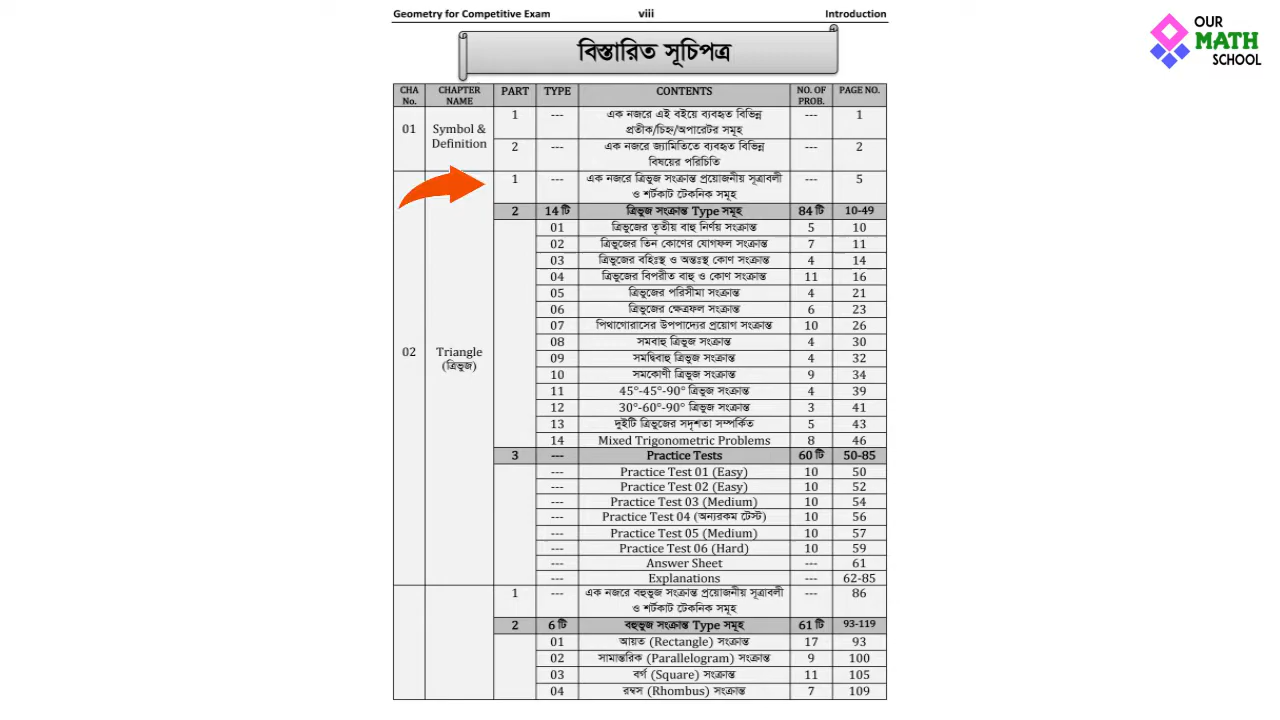 Geometry for Competitive Exam viii Introduction
OUR
MATH
SCHOOL
বিস্তারিত সূচিপত্র
CHA No. CHAPTER NAME PART TYPE CONTENTS NO. OF PROB. PAGE NO.
01 Symbol & Definition 1 --- এক নজরে এই বইয়ে ব্যবহৃত বিভিন্ন --- 1
প্রতীক/চিহ্ন/অপারেটর সমূহ
2 --- এক নজরে জ্যামিতিতে ব্যবহৃত বিভিন্ন --- 2
বিষয়ের পরিচিতি
02 Triangle (ত্রিভুজ) 1 --- এক নজরে ত্রিভুজ সংক্রান্ত প্রয়োজনীয় সূত্রাবলী --- 5
ও শর্টকাট টেকনিক সমূহ
2 14 টি ত্রিভুজ সংক্রান্ত Type সমূহ 84 টি 10-49
01 ত্রিভুজের তৃতীয় বাহু নির্ণয় সংক্রান্ত 5 10
02 ত্রিভুজের তিন কোণের যোগফল সংক্রান্ত 7 11
03 ত্রিভুজের বহিঃস্থ ও অন্তঃস্থ কোণ সংক্রান্ত 4 14
04 ত্রিভুজের বিপরীত বাহু ও কোণ সংক্রান্ত 11 16
05 ত্রিভুজের পরিসীমা সংক্রান্ত 4 21
06 ত্রিভুজের ক্ষেত্রফল সংক্রান্ত 6 23
07 পিথাগোরাসের উপপাদ্যের প্রয়োগ সংক্রান্ত 10 26
08 সমবাহু ত্রিভুজ সংক্রান্ত 4 30
09 সমদ্বিবাহু ত্রিভুজ সংক্রান্ত 4 32
10 সমকোণী ত্রিভুজ সংক্রান্ত 9 34
11 45°-45°-90° ত্রিভুজ সংক্রান্ত 4 39
12 30°-60°-90° ত্রিভুজ সংক্রান্ত 3 41
13 দুইটি ত্রিভুজের সদৃশতা সম্পর্কিত 5 43
14 Mixed Trigonometric Problems 8 46
3 --- Practice Tests 60 টি 50-85
--- Practice Test 01 (Easy) 10 50
--- Practice Test 02 (Easy) 10 52
--- Practice Test 03 (Medium) 10 54
--- Practice Test 04 (অন্যরকম টেস্ট) 10 56
--- Practice Test 05 (Medium) 10 57
--- Practice Test 06 (Hard) 10 59
--- Answer Sheet --- 61
--- Explanations --- 62-85
1 --- এক নজরে বহুভুজ সংক্রান্ত প্রয়োজনীয় সূত্রাবলী --- 86
ও শর্টকাট টেকনিক সমূহ
2 6 টি বহুভুজ সংক্রান্ত Type সমূহ 61 টি 93-119
01 আয়ত (Rectangle) সংক্রান্ত 17 93
02 সামান্তরিক (Parallelogram) সংক্রান্ত 9 100
03 বর্গ (Square) সংক্রান্ত 11 105
04 রম্বস (Rhombus) সংক্রান্ত 7 109